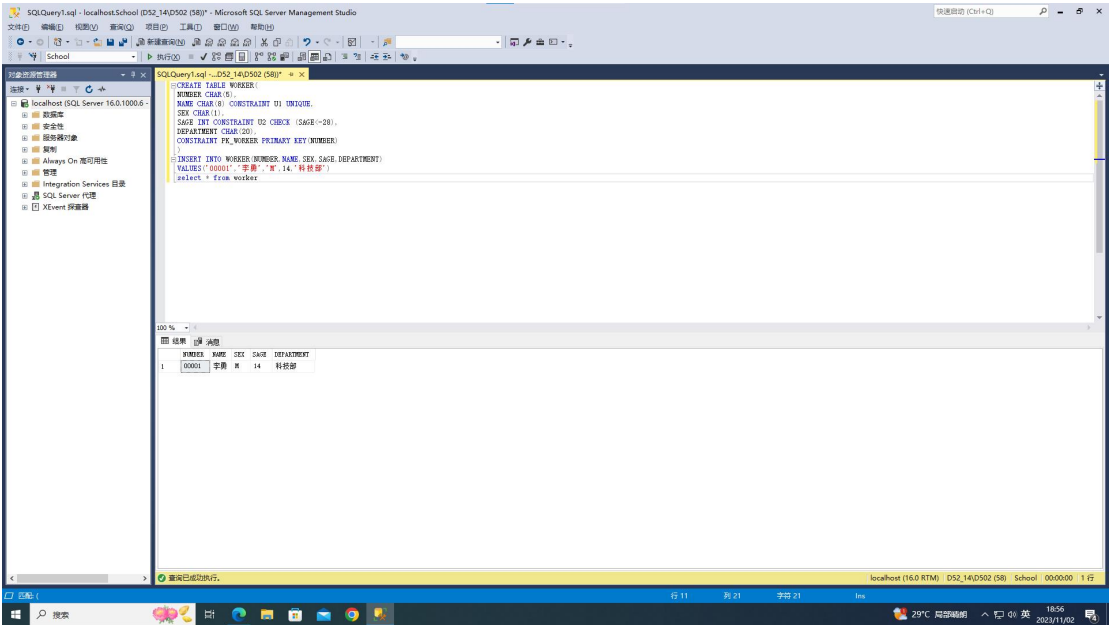 SQLQuery1.sql - localhost.School (D52_14\D502 (58))* - Microsoft SQL Server Management Studio
快速启动 (Ctrl+Q)
文件(F) 编辑(E) 视图(V) 查询(Q) 项目(P) 工具(T) 窗口(W) 帮助(H)
新建查询(N)
School 执行(X)
对象资源管理器
SQLQuery1.sql -...D52_14\D502 (58))*
连接
localhost (SQL Server 16.0.1000.6 -
数据库
安全性
服务器对象
复制
Always On 高可用性
管理
Integration Services 目录
SQL Server 代理
XEvent 探查器
CREATE TABLE WORKER(
NUMBER CHAR(5),
NAME CHAR(8) CONSTRAINT U1 UNIQUE,
SEX CHAR(1),
SAGE INT CONSTRAINT U2 CHECK (SAGE<=28),
DEPARTMENT CHAR(20),
CONSTRAINT PK_WORKER PRIMARY KEY(NUMBER)
)
INSERT INTO WORKER(NUMBER,NAME,SEX,SAGE,DEPARTMENT)
VALUES('00001','李勇','M',14,'科技部')
select * from worker
100 %
结果 消息
NUMBER NAME SEX SAGE DEPARTMENT
1 00001 李勇 M 14 科技部
查询已成功执行。
localhost (16.0 RTM) D52_14\D502 (58) School 00:00:00 1 行
匹配: (
行 11 列 21 字符 21 Ins
搜索
29°C 局部晴朗 英 18:56
2023/11/02